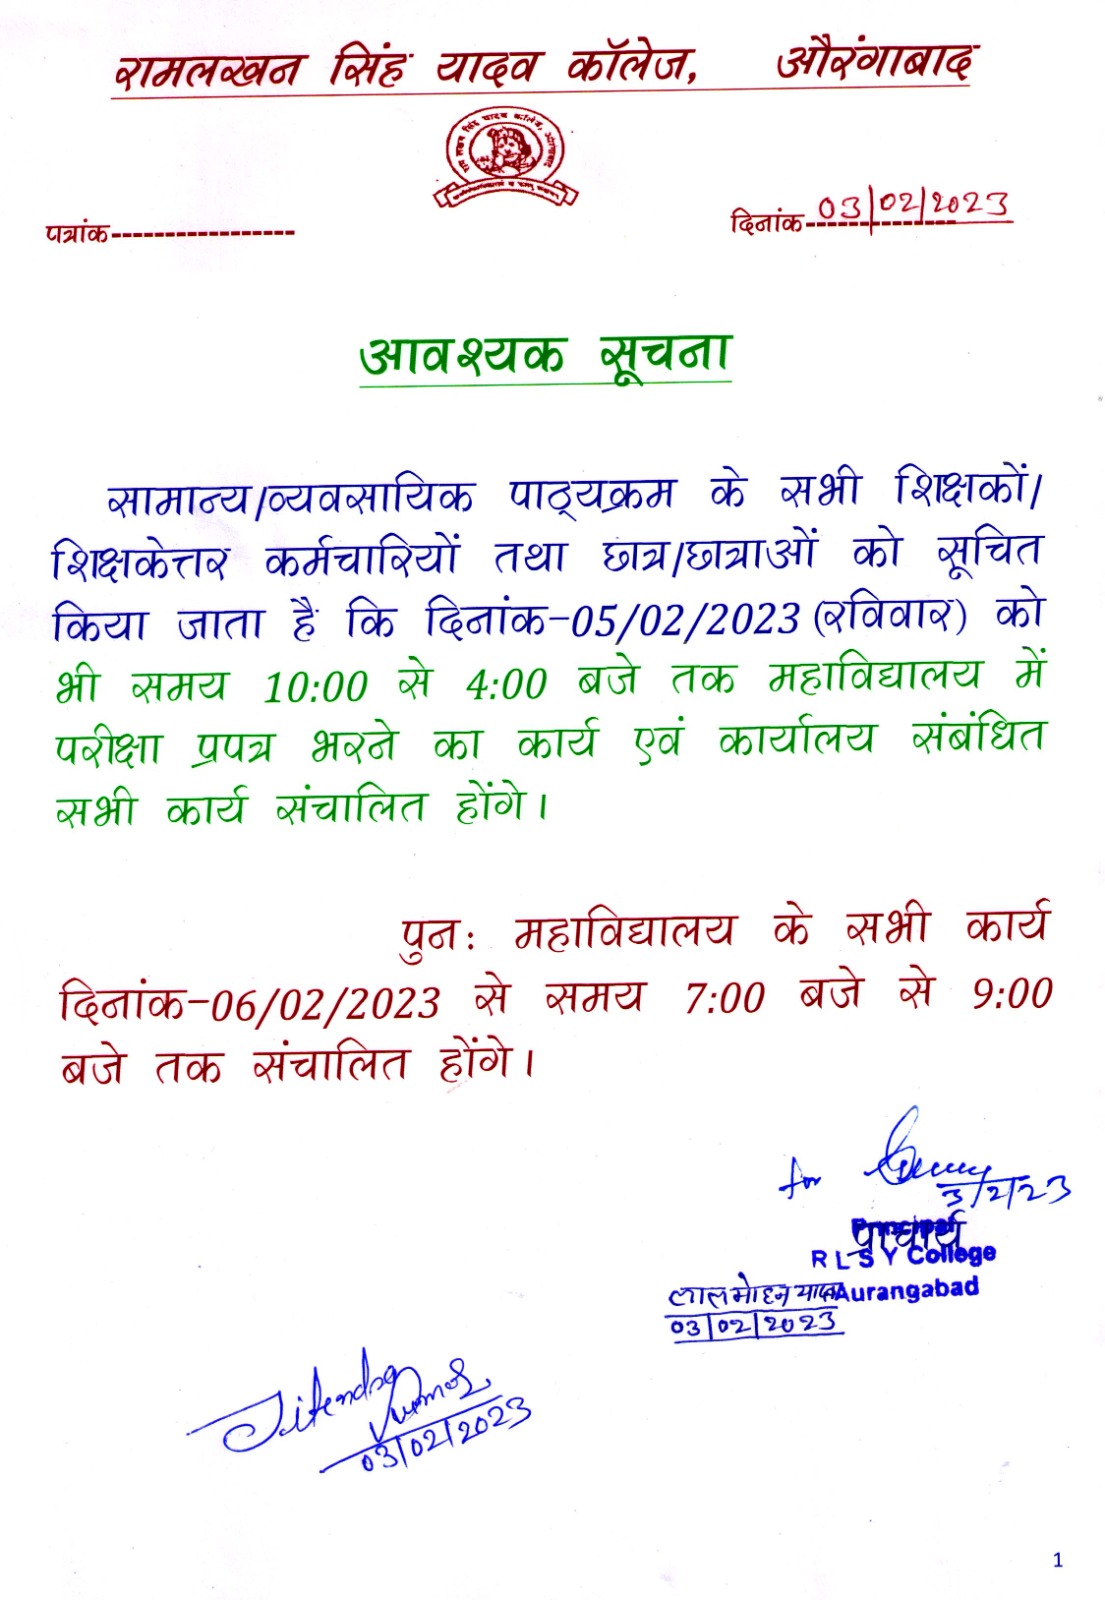 रामलखन सिंह यादव कॉलेज, औरंगाबाद
पत्रांक-----------------
दिनांक- 03/02/2023
आवश्यक सूचना
सामान्य/व्यवसायिक पाठ्यक्रम के सभी शिक्षकों/
शिक्षकेत्तर कर्मचारियों तथा छात्र/छात्राओं को सूचित
किया जाता है कि दिनांक-05/02/2023 (रविवार) को
भी समय 10:00 से 4:00 बजे तक महाविद्यालय में
परीक्षा प्रपत्र भरने का कार्य एवं कार्यालय संबंधित
सभी कार्य संचालित होंगे।
पुनः महाविद्यालय के सभी कार्य
दिनांक-06/02/2023 से समय 7:00 बजे से 9:00
बजे तक संचालित होंगे।
for
3/2/23
प्राचार्य
Principal
R L S Y College
Aurangabad
लालमोहन यादव
03/02/2023
Jitendra
Kumar
03/02/2023
1